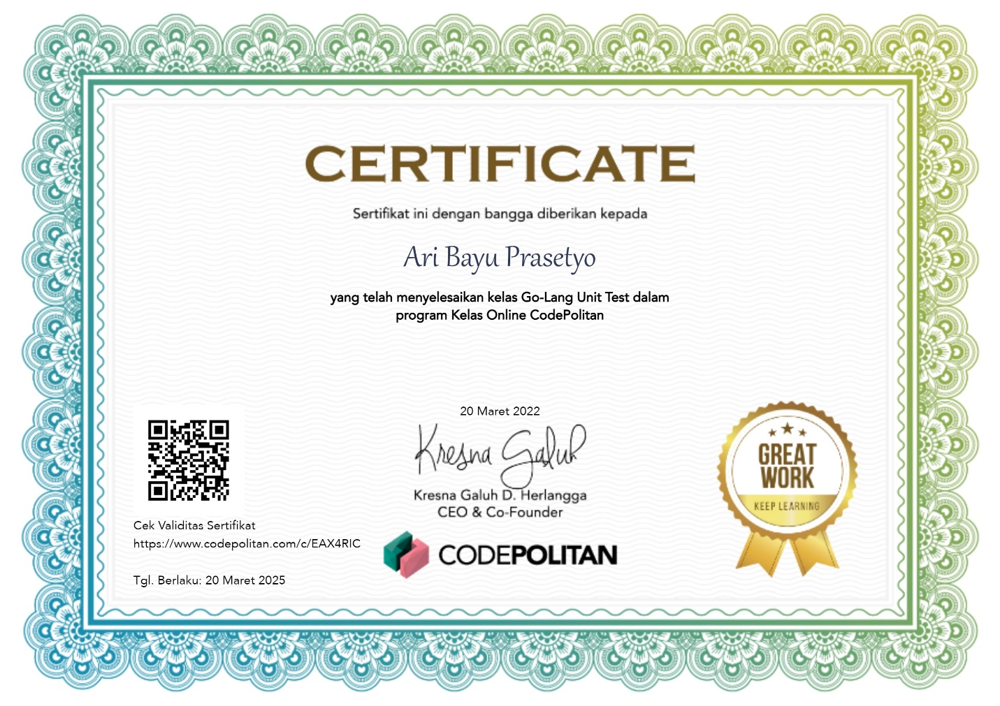 CERTIFICATE
Sertifikat ini dengan bangga diberikan kepada
Ari Bayu Prasetyo
yang telah menyelesaikan kelas Go-Lang Unit Test dalam
program Kelas Online CodePolitan
20 Maret 2022
Kresna Galuh
Kresna Galuh D. Herlangga
CEO & Co-Founder
CODEPOLITAN
Cek Validitas Sertifikat
https://www.codepolitan.com/c/EAX4RIC
Tgl. Berlaku: 20 Maret 2025
GREAT
WORK
KEEP LEARNING